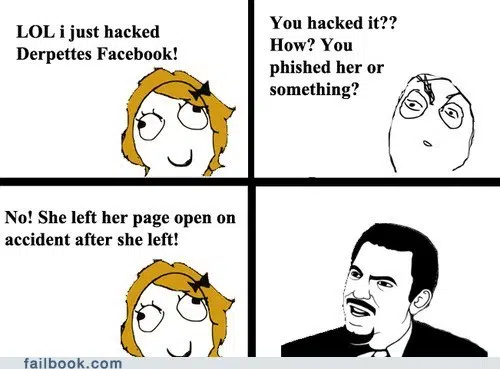 LOL i just hacked
Derpettes Facebook!
You hacked it??
How? You
phished her or
something?
No! She left her page open on
accident after she left!
failbook.com